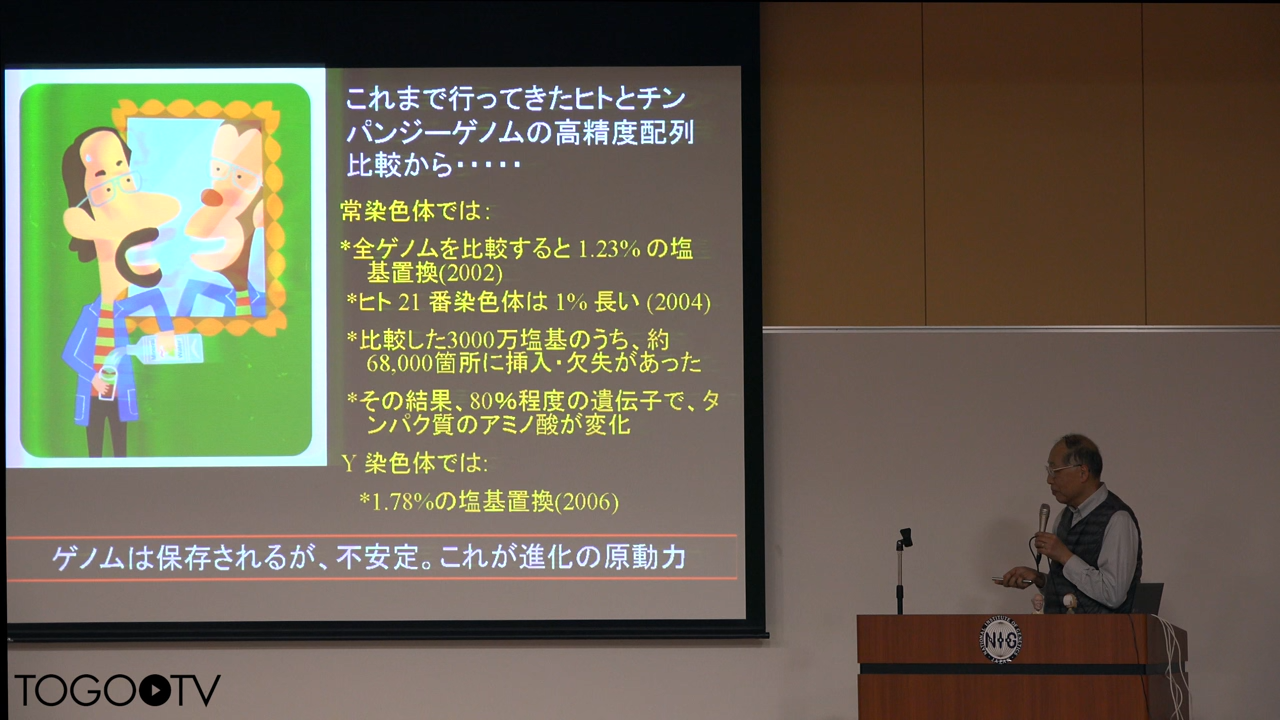 これまで行ってきたヒトとチン
パンジーゲノムの高精度配列
比較から・・・・・
常染色体では:
*全ゲノムを比較すると 1.23% の塩
基置換(2002)
*ヒト 21 番染色体は 1% 長い (2004)
*比較した3000万塩基のうち、約
68,000箇所に挿入・欠失があった
*その結果、80%程度の遺伝子で、タ
ンパク質のアミノ酸が変化
Y 染色体では:
*1.78%の塩基置換(2006)
ゲノムは保存されるが、不安定。これが進化の原動力
NIG
TOGO TV